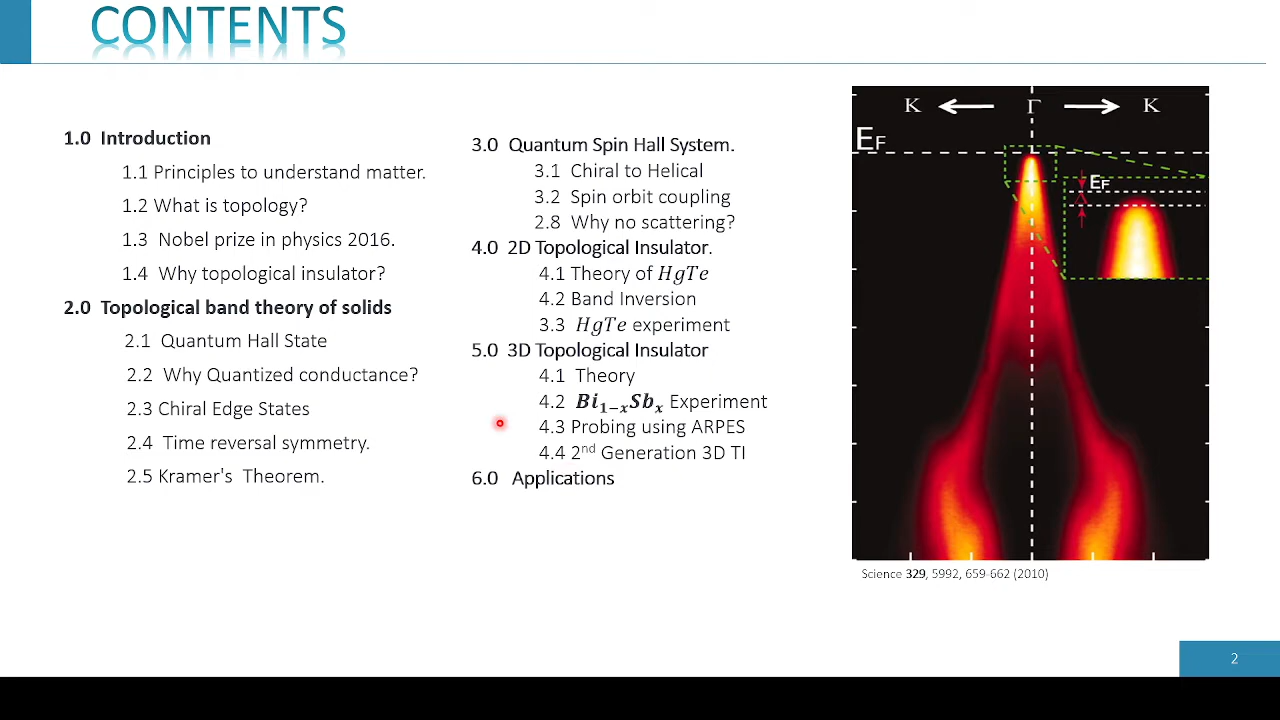 CONTENTS
1.0 Introduction
1.1 Principles to understand matter.
1.2 What is topology?
1.3 Nobel prize in physics 2016.
1.4 Why topological insulator?
2.0 Topological band theory of solids
2.1 Quantum Hall State
2.2 Why Quantized conductance?
2.3 Chiral Edge States
2.4 Time reversal symmetry.
2.5 Kramer's Theorem.
3.0 Quantum Spin Hall System.
3.1 Chiral to Helical
3.2 Spin orbit coupling
2.8 Why no scattering?
4.0 2D Topological Insulator.
4.1 Theory of HgTe
4.2 Band Inversion
3.3 HgTe experiment
5.0 3D Topological Insulator
4.1 Theory
4.2 Bi₁₋ₓSbₓ Experiment
4.3 Probing using ARPES
4.4 2nd Generation 3D TI
6.0 Applications
K Γ K
EF
EF
Δ
Science 329, 5992, 659-662 (2010)
2